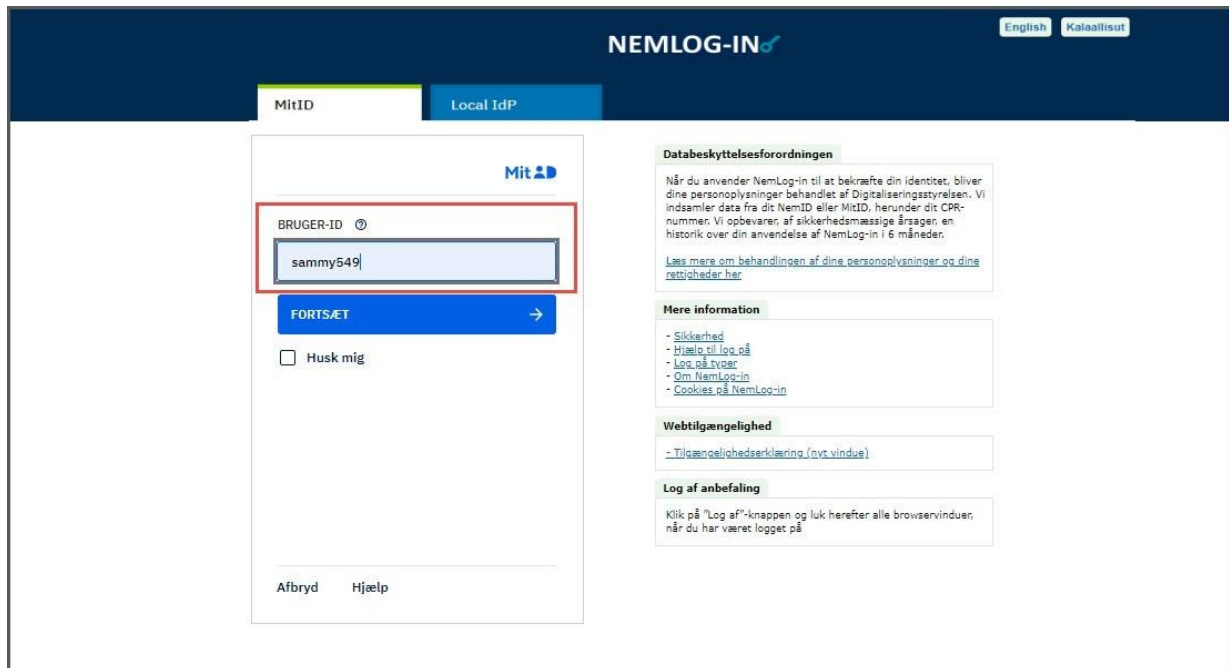 NEMLOG-IN
English Kalaallisut
MitID Local IdP
MitID
BRUGER-ID
sammy549
FORTSÆT
Husk mig
Afbryd Hjælp
Databeskyttelsesforordningen
Når du anvender NemLog-in til at bekræfte din identitet, bliver
dine personoplysninger behandlet af Digitaliseringsstyrelsen. Vi
indsamler data fra dit NemID eller MitID, herunder dit CPR-
nummer. Vi opbevarer, af sikkerhedsmæssige årsager, en
historik over din anvendelse af NemLog-in i 6 måneder.
Læs mere om behandlingen af dine personoplysninger og dine
rettigheder her
Mere information
- Sikkerhed
- Hjælp til log på
- Log på typer
- Om NemLog-in
- Cookies på NemLog-in
Webtilgængelighed
- Tilgængelighedserklæring (nyt vindue)
Log af anbefaling
Klik på "Log af"-knappen og luk herefter alle browservinduer,
når du har været logget på